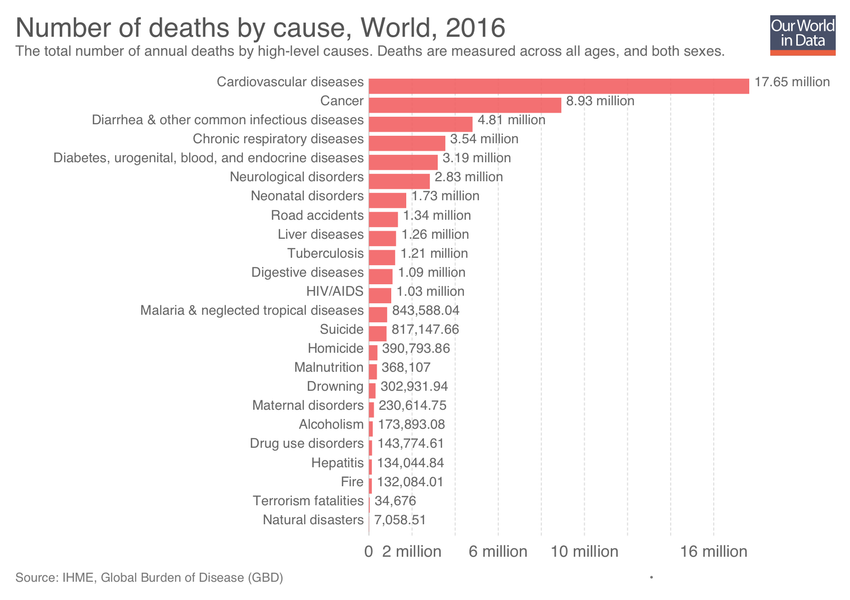 Number of deaths by cause, World, 2016
The total number of annual deaths by high-level causes. Deaths are measured across all ages, and both sexes.
Our World
in Data
Cardiovascular diseases 17.65 million
Cancer 8.93 million
Diarrhea & other common infectious diseases 4.81 million
Chronic respiratory diseases 3.54 million
Diabetes, urogenital, blood, and endocrine diseases 3.19 million
Neurological disorders 2.83 million
Neonatal disorders 1.73 million
Road accidents 1.34 million
Liver diseases 1.26 million
Tuberculosis 1.21 million
Digestive diseases 1.09 million
HIV/AIDS 1.03 million
Malaria & neglected tropical diseases 843,588.04
Suicide 817,147.66
Homicide 390,793.86
Malnutrition 368,107
Drowning 302,931.94
Maternal disorders 230,614.75
Alcoholism 173,893.08
Drug use disorders 143,774.61
Hepatitis 134,044.84
Fire 132,084.01
Terrorism fatalities 34,676
Natural disasters 7,058.51
0 2 million 6 million 10 million 16 million
Source: IHME, Global Burden of Disease (GBD)